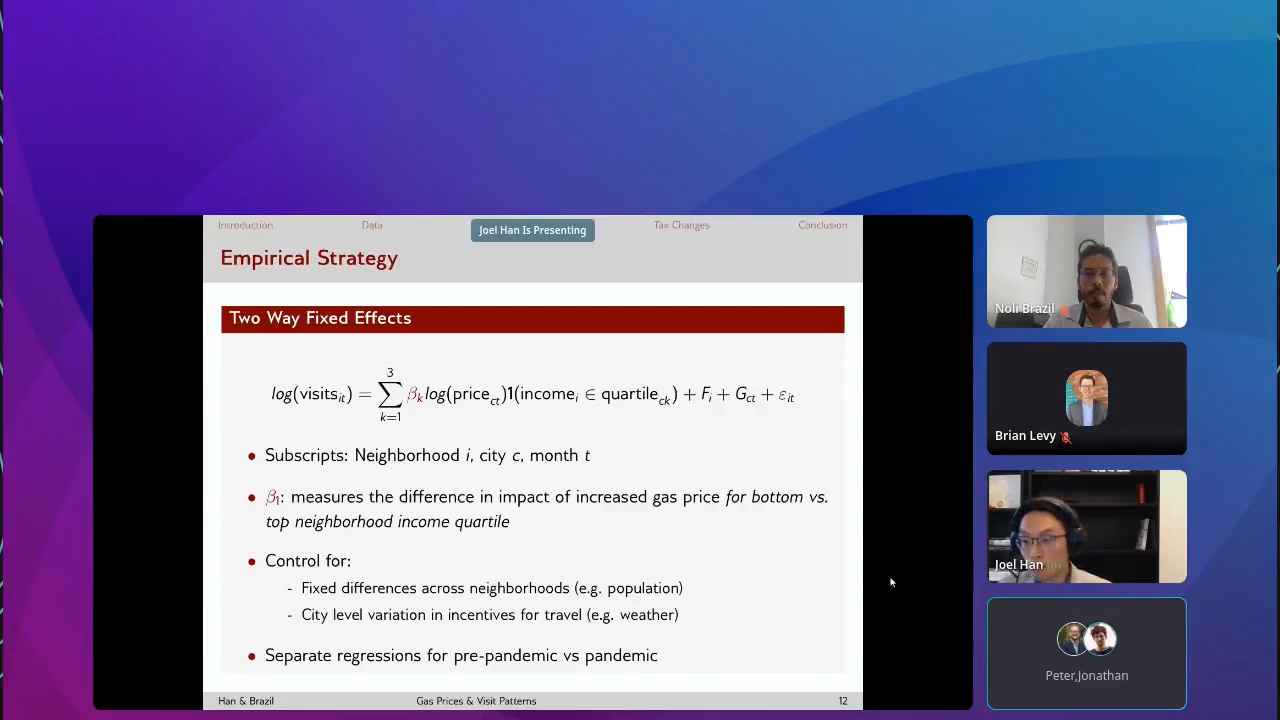 Introduction
Data
Joel Han Is Presenting
Tax Changes
Conclusion
Empirical Strategy
Two Way Fixed Effects
log(visits_it) = ∑_{k=1}^{3} β_k log(price_ct)1(income_i ∈ quartile_ck) + F_i + G_ct + ε_it
• Subscripts: Neighborhood i, city c, month t
• β₁: measures the difference in impact of increased gas price for bottom vs.
top neighborhood income quartile
• Control for:
- Fixed differences across neighborhoods (e.g. population)
- City level variation in incentives for travel (e.g. weather)
• Separate regressions for pre-pandemic vs pandemic
Han & Brazil
Gas Prices & Visit Patterns
12
Noli Brazil
Brian Levy
Joel Han
Peter,Jonathan